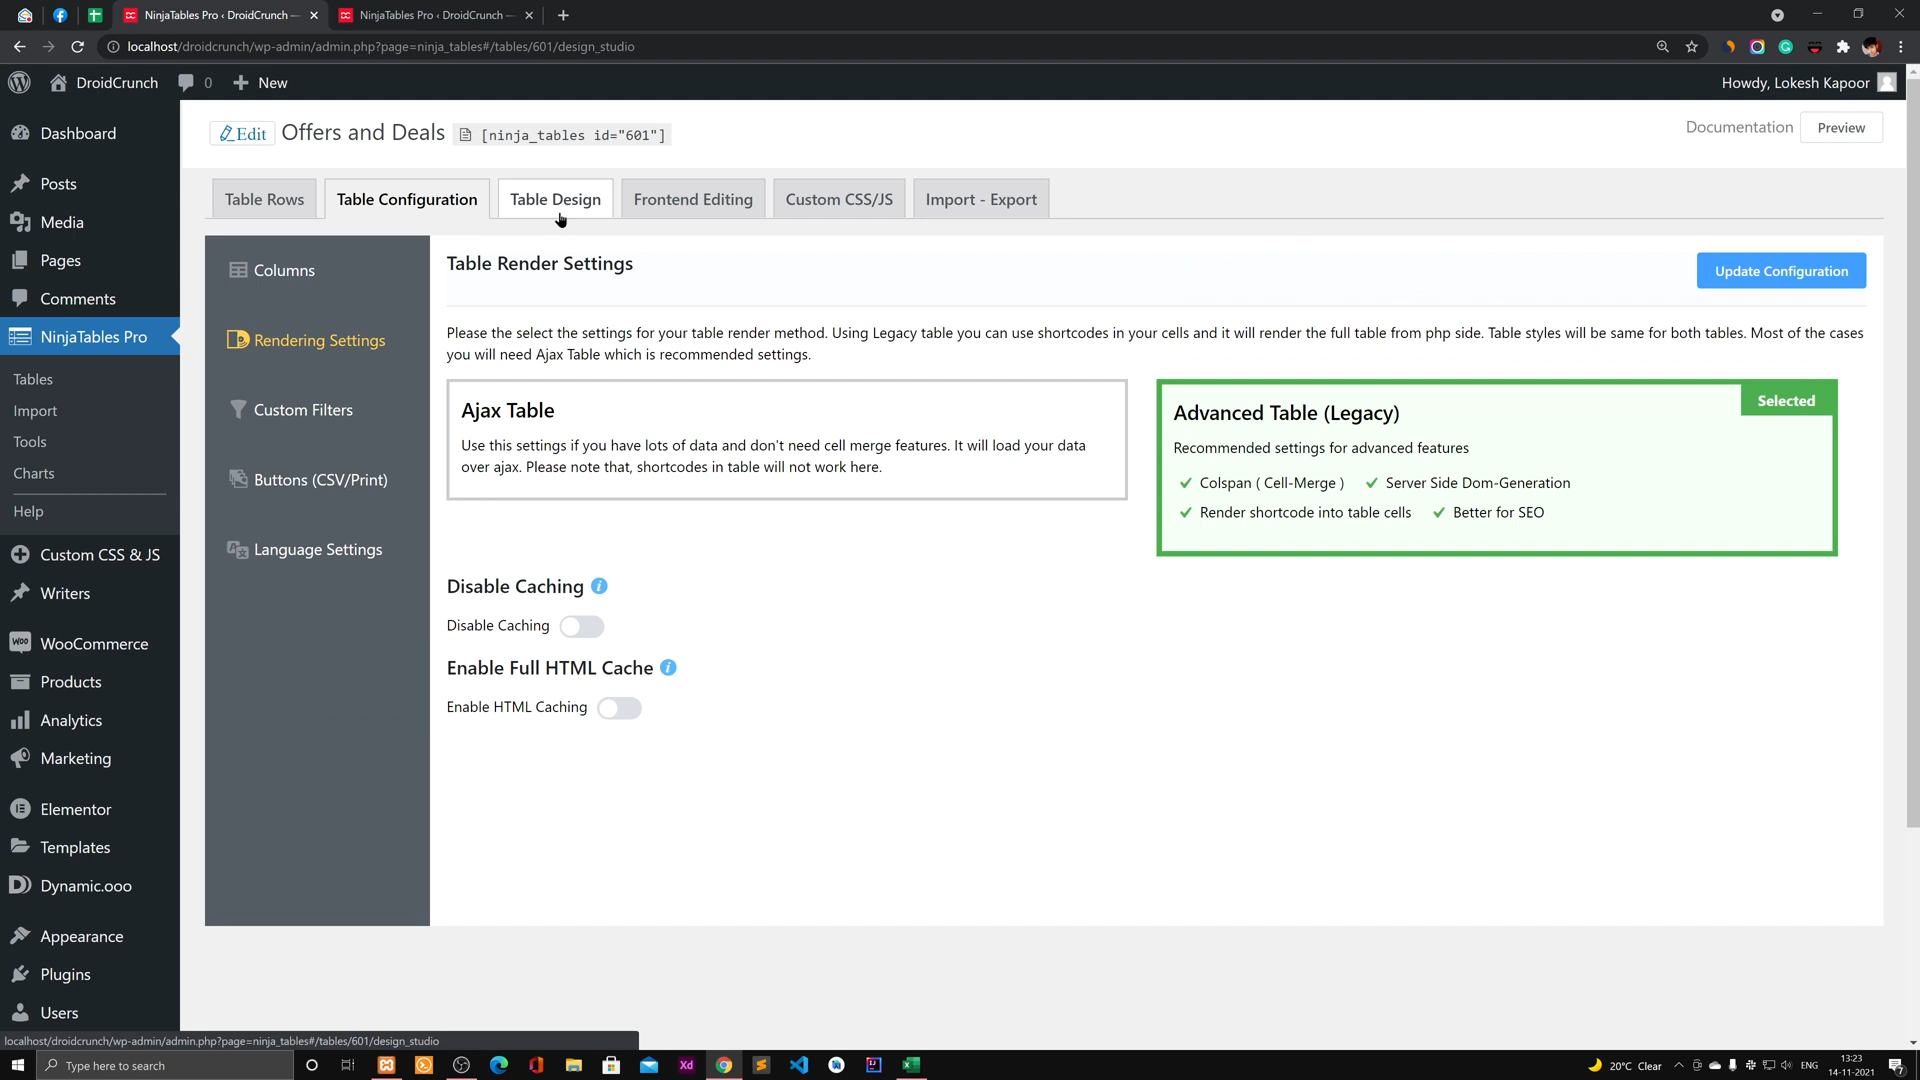 NinjaTables Pro ‹ DroidCrunch —
NinjaTables Pro ‹ DroidCrunch —
localhost/droidcrunch/wp-admin/admin.php?page=ninja_tables#/tables/601/design_studio
DroidCrunch
0
New
Howdy, Lokesh Kapoor
Dashboard
Posts
Media
Pages
Comments
NinjaTables Pro
Tables
Import
Tools
Charts
Help
Custom CSS & JS
Writers
Woo
WooCommerce
Products
Analytics
Marketing
Elementor
Templates
Dynamic.ooo
Appearance
Plugins
Users
Edit
Offers and Deals
[ninja_tables id="601"]
Documentation
Preview
Table Rows
Table Configuration
Table Design
Frontend Editing
Custom CSS/JS
Import - Export
Columns
Rendering Settings
Custom Filters
Buttons (CSV/Print)
Language Settings
Table Render Settings
Update Configuration
Please the select the settings for your table render method. Using Legacy table you can use shortcodes in your cells and it will render the full table from php side. Table styles will be same for both tables. Most of the cases
you will need Ajax Table which is recommended settings.
Ajax Table
Use this settings if you have lots of data and don't need cell merge features. It will load your data
over ajax. Please note that, shortcodes in table will not work here.
Selected
Advanced Table (Legacy)
Recommended settings for advanced features
Colspan ( Cell-Merge )
Server Side Dom-Generation
Render shortcode into table cells
Better for SEO
Disable Caching
Disable Caching
Enable Full HTML Cache
Enable HTML Caching
localhost/droidcrunch/wp-admin/admin.php?page=ninja_tables#/tables/601/design_studio
Type here to search
Xd
20°C Clear
ENG
13:23
14-11-2021
7